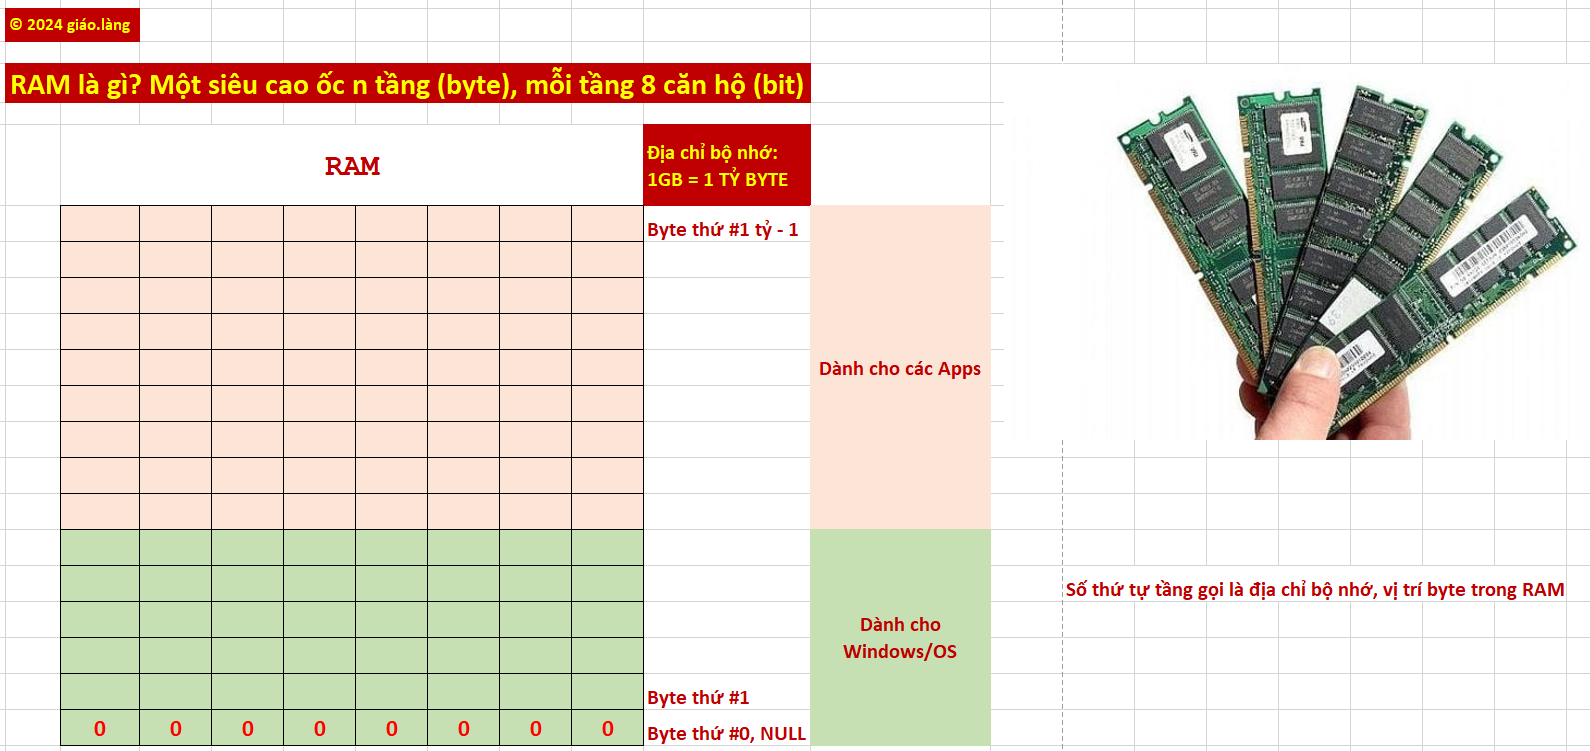 © 2024 giáo.làng
RAM là gì? Một siêu cao ốc n tầng (byte), mỗi tầng 8 căn hộ (bit)
RAM
Địa chỉ bộ nhớ:
1GB = 1 TỶ BYTE
Byte thứ #1 tỷ - 1
Dành cho các Apps
Số thứ tự tầng gọi là địa chỉ bộ nhớ, vị trí byte trong RAM
Dành cho
Windows/OS
Byte thứ #1
0 0 0 0 0 0 0 0
Byte thứ #0, NULL